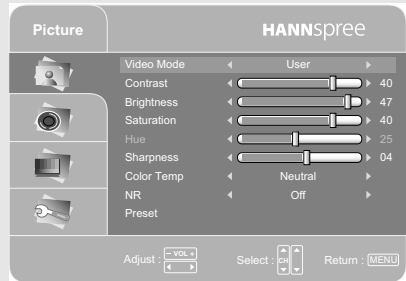 Picture
HANNspree
Video Mode User
Contrast 40
Brightness 47
Saturation 40
Hue 25
Sharpness 04
Color Temp Neutral
NR Off
Preset
Adjust : − VOL + Select : CH Return : MENU